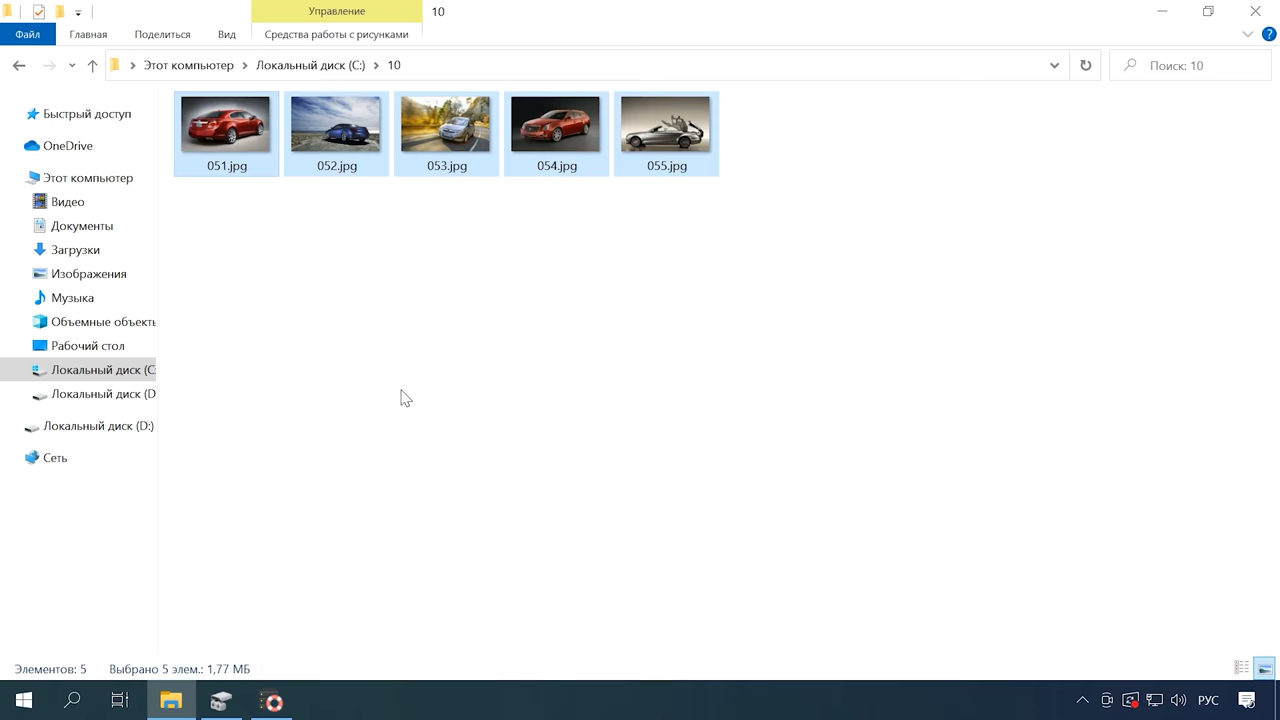 Управление
10
Файл
Главная
Поделиться
Вид
Средства работы с рисунками
?
Этот компьютер
Локальный диск (C:)
10
Поиск: 10
Быстрый доступ
OneDrive
Этот компьютер
Видео
Документы
Загрузки
Изображения
Музыка
Объемные объекть
Рабочий стол
Локальный диск (C:
Локальный диск (D
Локальный диск (D:)
Сеть
051.jpg
052.jpg
053.jpg
054.jpg
055.jpg
Элементов: 5
Выбрано 5 элем.: 1,77 МБ
РУС